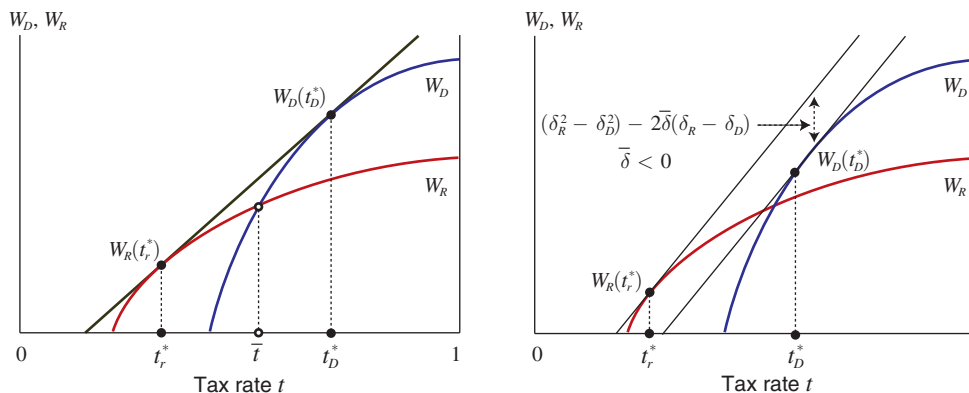 W_D, W_R
W_D(t_D^*)
W_D
W_R
W_R(t_r^*)
0
t_r^*
t̅
t_D^*
1
Tax rate t
W_D, W_R
W_D
(δ_R^2 − δ_D^2) − 2δ̅(δ_R − δ_D)
δ̅ < 0
W_D(t_D^*)
W_R
W_R(t_r^*)
0
t_r^*
t_D^*
Tax rate t